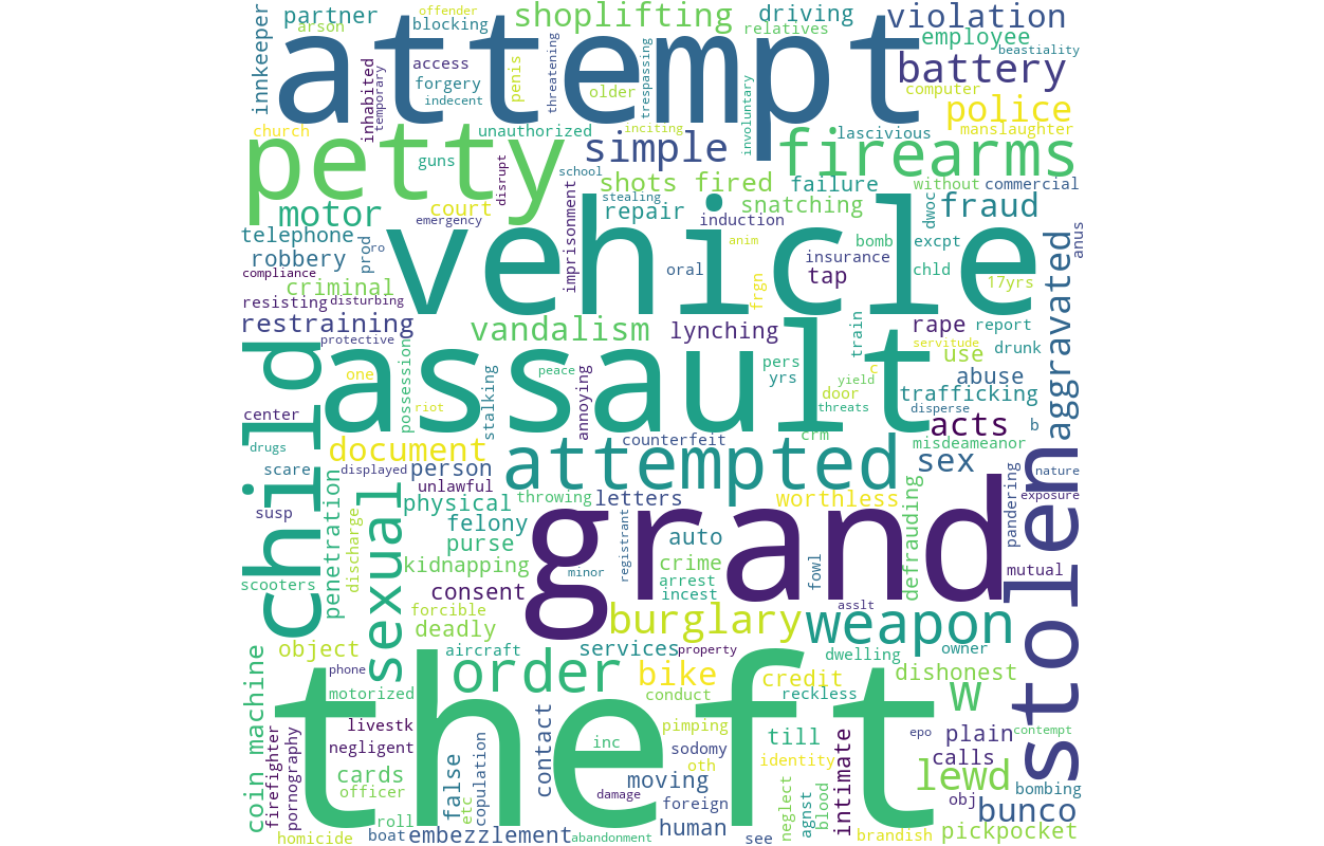 innkeeper
partner
arson
offender
blocking
shoplifting
driving
relatives
violation
employee
beastiality
attempt
inhabited
temporary
access
forgery
indecent
penis
threatening
older
trespassing
involuntary
battery
computer
police
manslaughter
church
petty
unauthorized
inciting
simple
lascivious
firearms
guns
disrupt
school
shots fired
failure
without
commercial
motor
court
emergency
imprisonment
stealing
repair
snatching
induction
dwoc
fraud
telephone
robbery
prod
ro
vehicle
anim
bomb
excpt
anus
compliance
criminal
oral
frgn
insurance
tap
chld
17yrs
resisting
disturbing
restraining
protective
vandalism
lynching
train
rape
report
servitude
use
drunk
aggravated
child
assault
one
possession
riot
stalking
peace
annoying
pers
yrs
c
yield
door
threats
abuse
trafficking
disperse
center
drugs
document
counterfeit
crm
acts
b
misdeameanor
scare
displayed
person
attempted
sex
nature
stolen
susp
unlawful
physical
throwing
letters
worthless
exposure
pandering
penetration
discharge
sexual
felony
purse
kidnapping
grand
registrant
auto
crime
arrest
incest
fowl
defrauding
mutual
scooters
minor
consent
forcible
deadly
asslt
burglary
weapon
object
aircraft
services
property
dwelling
owner
phone
order
bike
credit
dishonest
motorized
conduct
reckless
w
coin machine
theft
firefighter
pornography
livestk
negligent
contact
pimping
inc
sodomy
till
epo
plain
contempt
cards
officer
false
copulation
etc
oth
moving
identity
intimate
calls
lewd
bombing
damage
foreign
neglect
agnst
blood
obj
bunco
homicide
roll
boat
embezzlement
abandonment
human
see
brandish
pickpocket